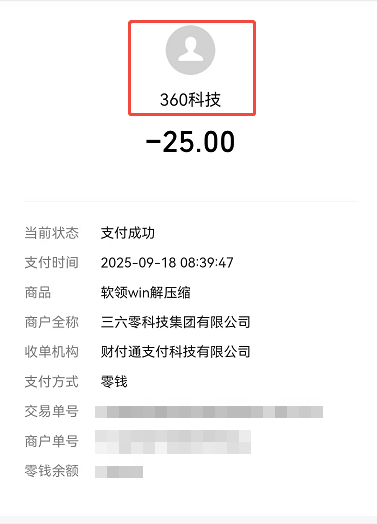 360科技
-25.00
当前状态 支付成功
支付时间 2025-09-18 08:39:47
商品 软领win解压缩
商户全称 三六零科技集团有限公司
收单机构 财付通支付科技有限公司
支付方式 零钱
交易单号
商户单号
零钱余额